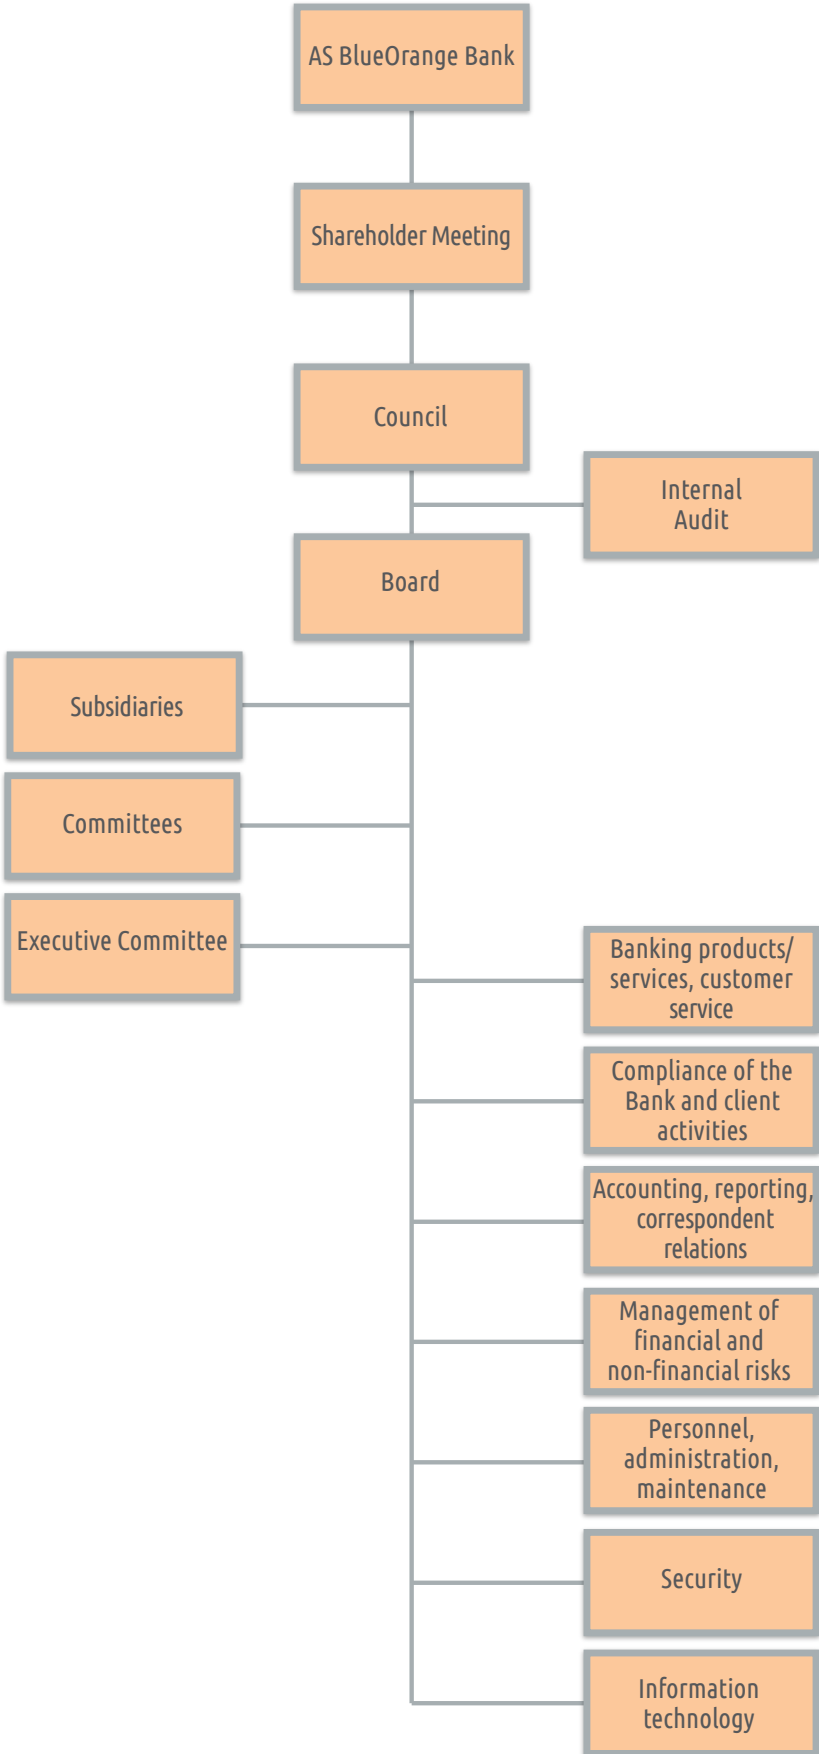 AS BlueOrange Bank
Shareholder Meeting
Council
Internal
Audit
Board
Subsidiaries
Committees
Executive Committee
Banking products/
services, customer
service
Compliance of the
Bank and client
activities
Accounting, reporting,
correspondent
relations
Management of
financial and
non-financial risks
Personnel,
administration,
maintenance
Security
Information
technology